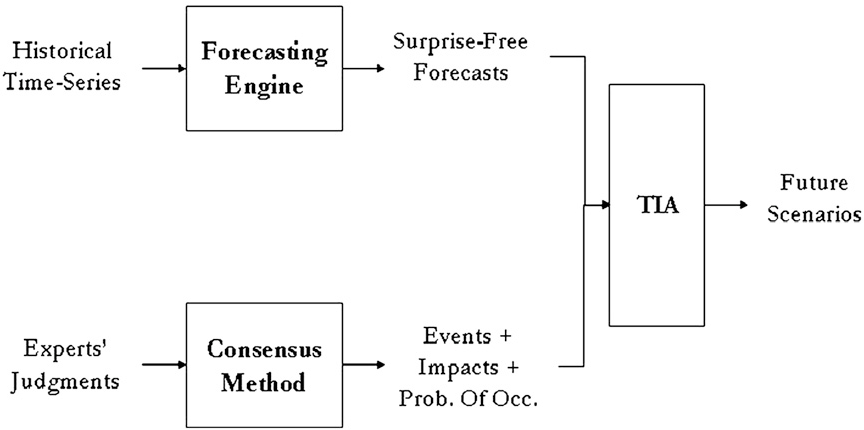 Historical
Time-Series
Forecasting
Engine
Surprise-Free
Forecasts
TIA
Future
Scenarios
Experts'
Judgments
Consensus
Method
Events +
Impacts +
Prob. Of Occ.